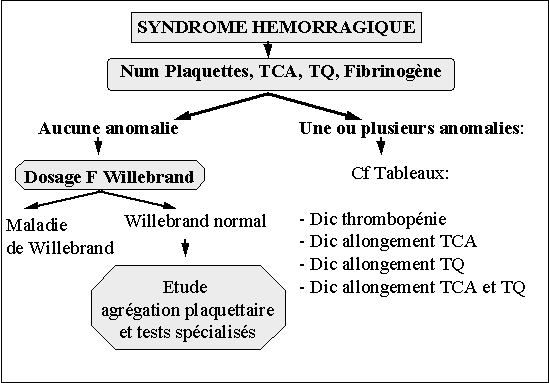 SYNDROME HEMORRAGIQUE
Num Plaquettes, TCA, TQ, Fibrinogène
Aucune anomalie
Dosage F Willebrand
Maladie
de Willebrand
Willebrand normal
Etude
agrégation plaquettaire
et tests spécialisés
Une ou plusieurs anomalies:
Cf Tableaux:
- Dic thrombopénie
- Dic allongement TCA
- Dic allongement TQ
- Dic allongement TCA et TQ